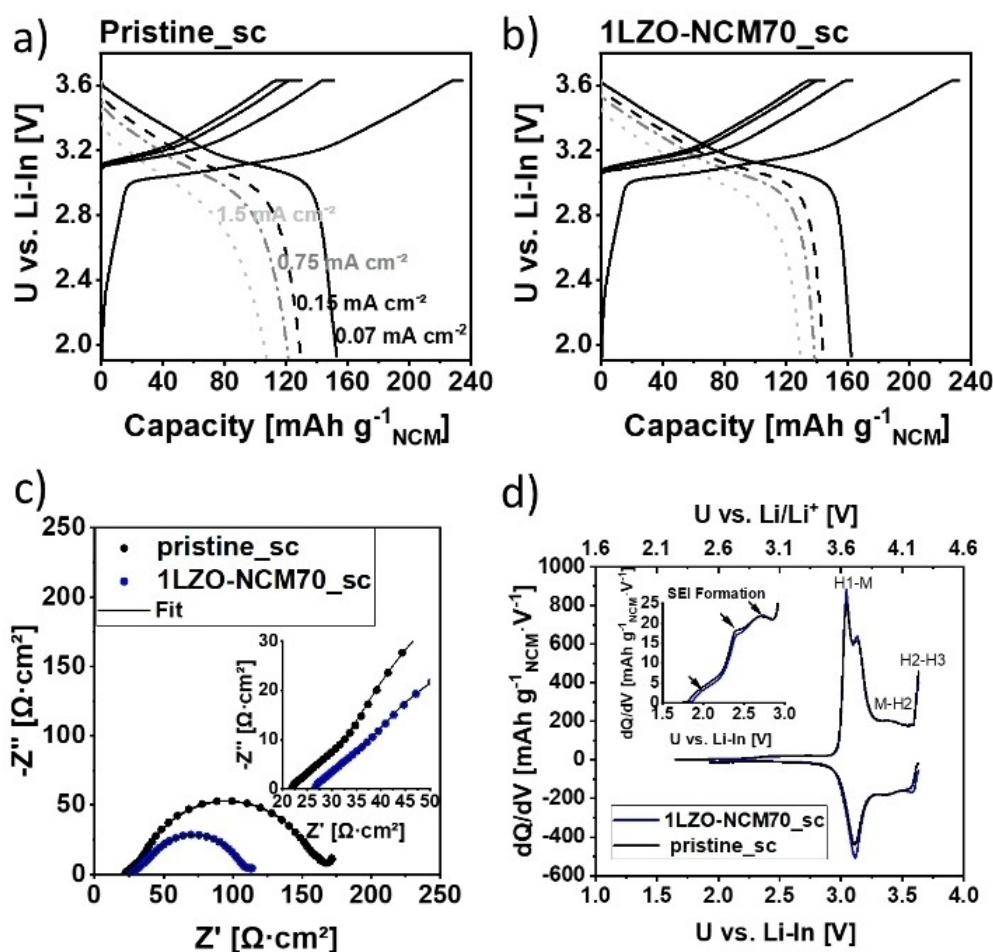 a) Pristine_sc
U vs. Li-In [V]
3.6
3.2
2.8
2.4
2.0
1.5 mA cm⁻²
0.75 mA cm⁻²
0.15 mA cm⁻²
0.07 mA cm⁻²
0 40 80 120 160 200 240
Capacity [mAh g⁻¹NCM]
b) 1LZO-NCM70_sc
U vs. Li-In [V]
3.6
3.2
2.8
2.4
2.0
0 40 80 120 160 200 240
Capacity [mAh g⁻¹NCM]
c)
-Z'' [Ω·cm²]
250
200
150
100
50
0
pristine_sc
1LZO-NCM70_sc
Fit
-Z'' [Ω·cm²]
30
20
10
0
20 25 30 35 40 45 50
Z' [Ω·cm²]
0 50 100 150 200 250
Z' [Ω·cm²]
d)
U vs. Li/Li⁺ [V]
1.6 2.1 2.6 3.1 3.6 4.1 4.6
dQ/dV [mAh g⁻¹NCM·V⁻¹]
1000
800
600
400
200
0
-200
-400
-600
H1-M
M-H2
H2-H3
SEI Formation
dQ/dV [mAh g⁻¹NCM·V⁻¹]
25
20
15
10
5
0
1.5 2.0 2.5 3.0
U vs. Li-In [V]
1LZO-NCM70_sc
pristine_sc
1.0 1.5 2.0 2.5 3.0 3.5 4.0
U vs. Li-In [V]